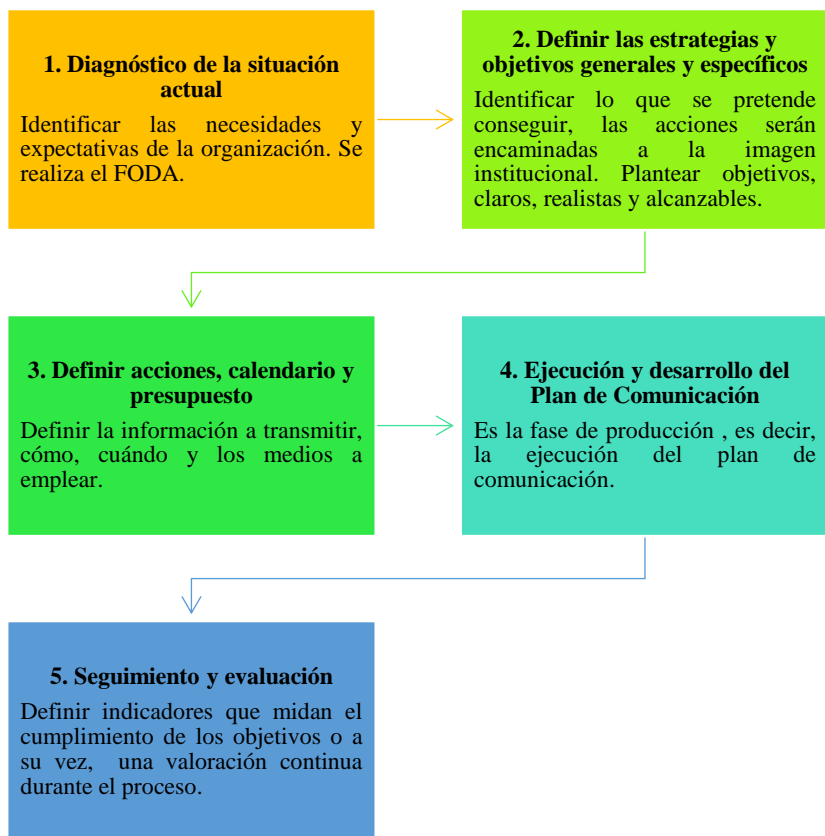 1. Diagnóstico de la situación
actual
Identificar las necesidades y
expectativas de la organización. Se
realiza el FODA.
2. Definir las estrategias y
objetivos generales y específicos
Identificar lo que se pretende
conseguir, las acciones serán
encaminadas a la imagen
institucional. Plantear objetivos,
claros, realistas y alcanzables.
3. Definir acciones, calendario y
presupuesto
Definir la información a transmitir,
cómo, cuándo y los medios a
emplear.
4. Ejecución y desarrollo del
Plan de Comunicación
Es la fase de producción , es decir,
la ejecución del plan de
comunicación.
5. Seguimiento y evaluación
Definir indicadores que midan el
cumplimiento de los objetivos o a
su vez, una valoración continua
durante el proceso.